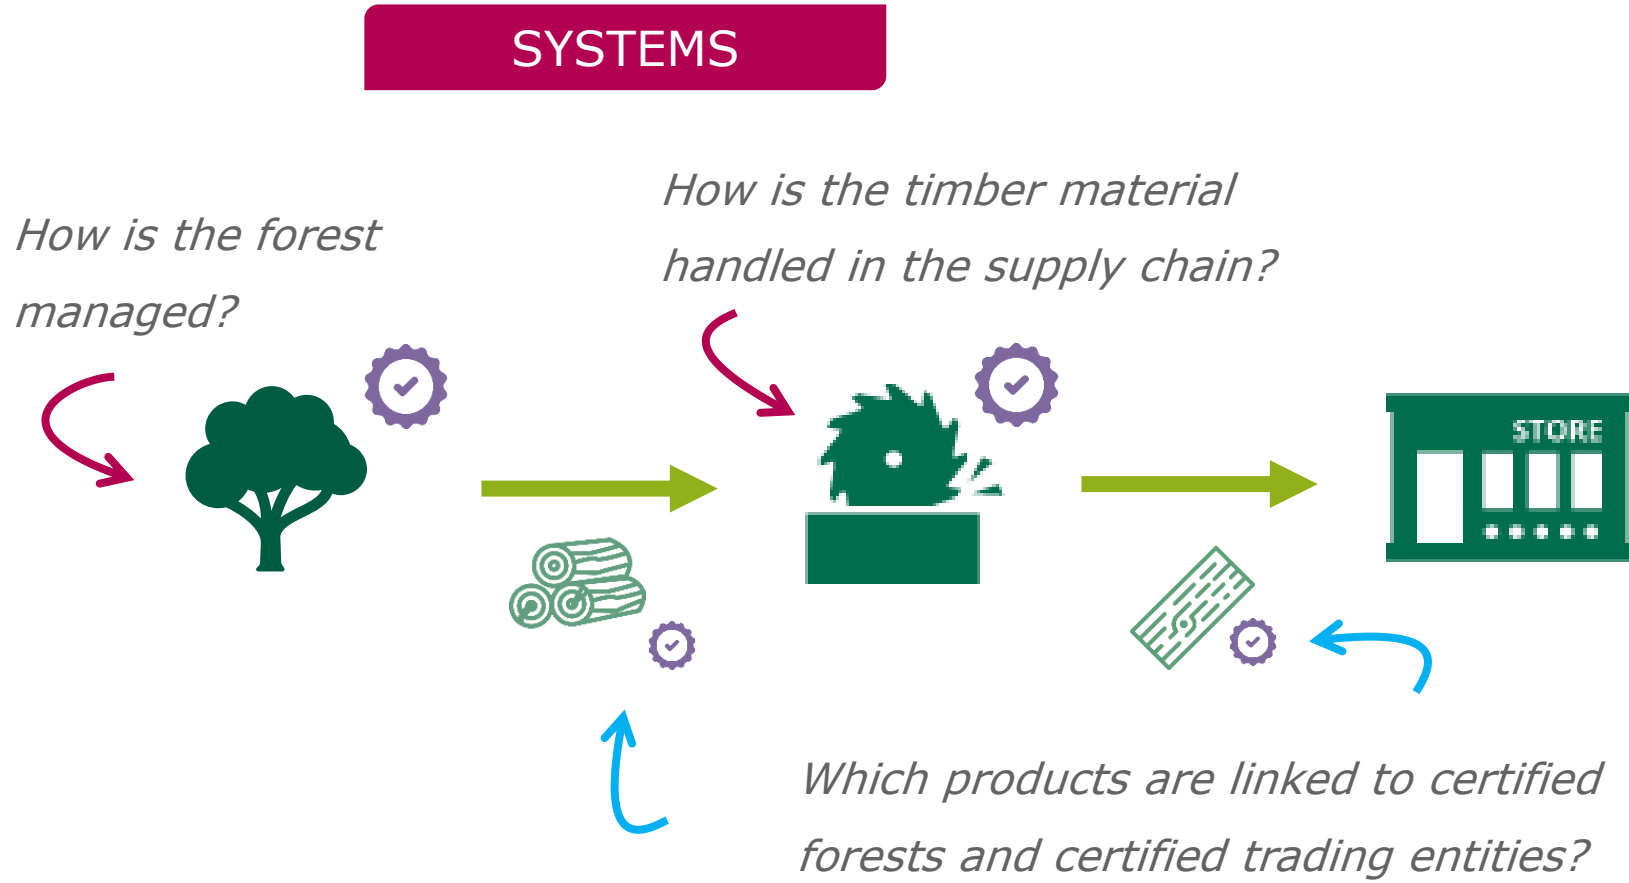 SYSTEMS
How is the timber material
handled in the supply chain?
How is the forest
managed?
STORE
Which products are linked to certified
forests and certified trading entities?